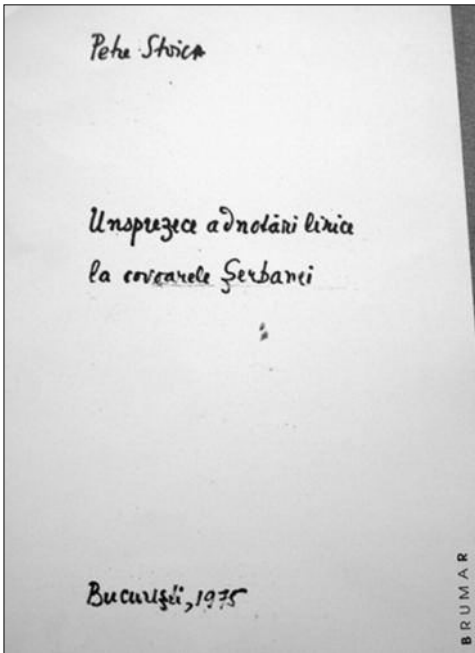 Petre Stoica
Unsprezece adnotări lirice
la covoarele Șerbanei
București, 1975
BRUMAR